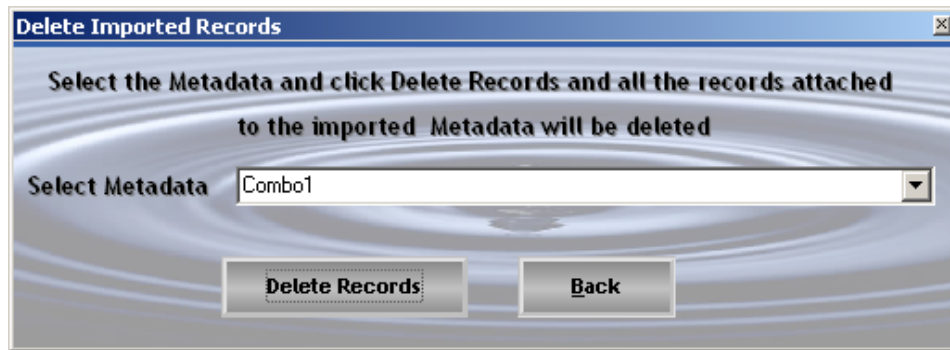 Delete Imported Records
Select the Metadata and click Delete Records and all the records attached
to the imported  Metadata will be deleted
Select Metadata
Combo1
Delete Records
Back